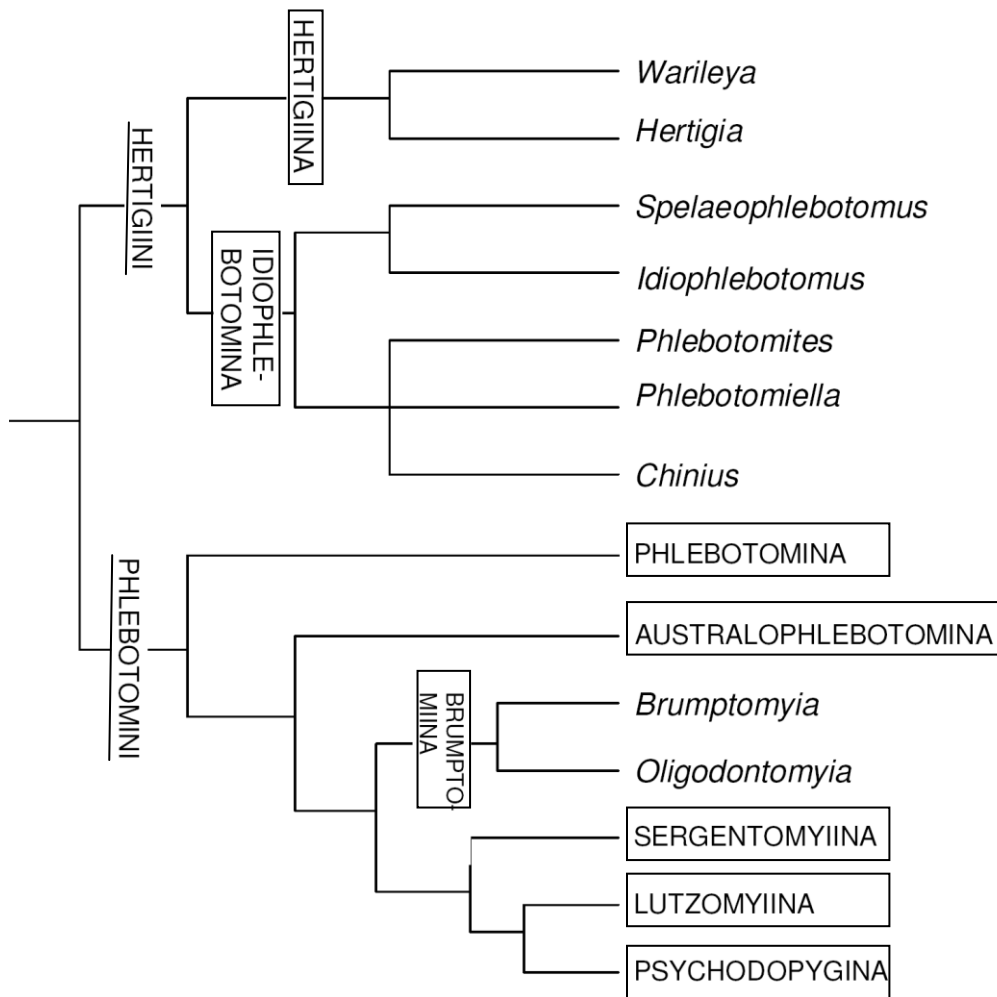 HERTIGIINI
HERTIGIINA
Warileya
Hertigia
IDIOPHLE-
BOTOMINA
Spelaeophlebotomus
Idiophlebotomus
Phlebotomites
Phlebotomiella
Chinius
PHLEBOTOMINI
PHLEBOTOMINA
AUSTRALOPHLEBOTOMINA
BRUMPTO-
MIINA
Brumptomyia
Oligodontomyia
SERGENTOMYIINA
LUTZOMYIINA
PSYCHODOPYGINA